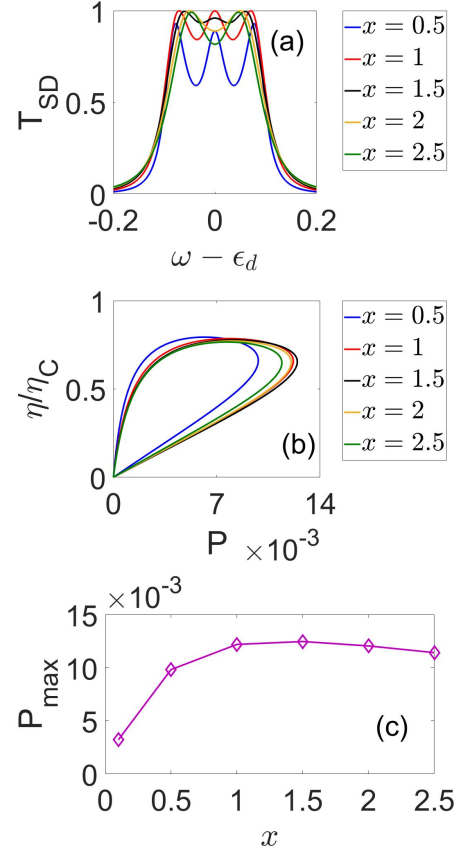 1
0.5
0
T_SD
(a)
-0.2 0 0.2
ω − ϵ_d
x = 0.5
x = 1
x = 1.5
x = 2
x = 2.5
1
0.5
0
η/η_C
(b)
0 7 14
P ×10^-3
x = 0.5
x = 1
x = 1.5
x = 2
x = 2.5
×10^-3
15
10
5
0
P_max
(c)
0 0.5 1 1.5 2 2.5
x